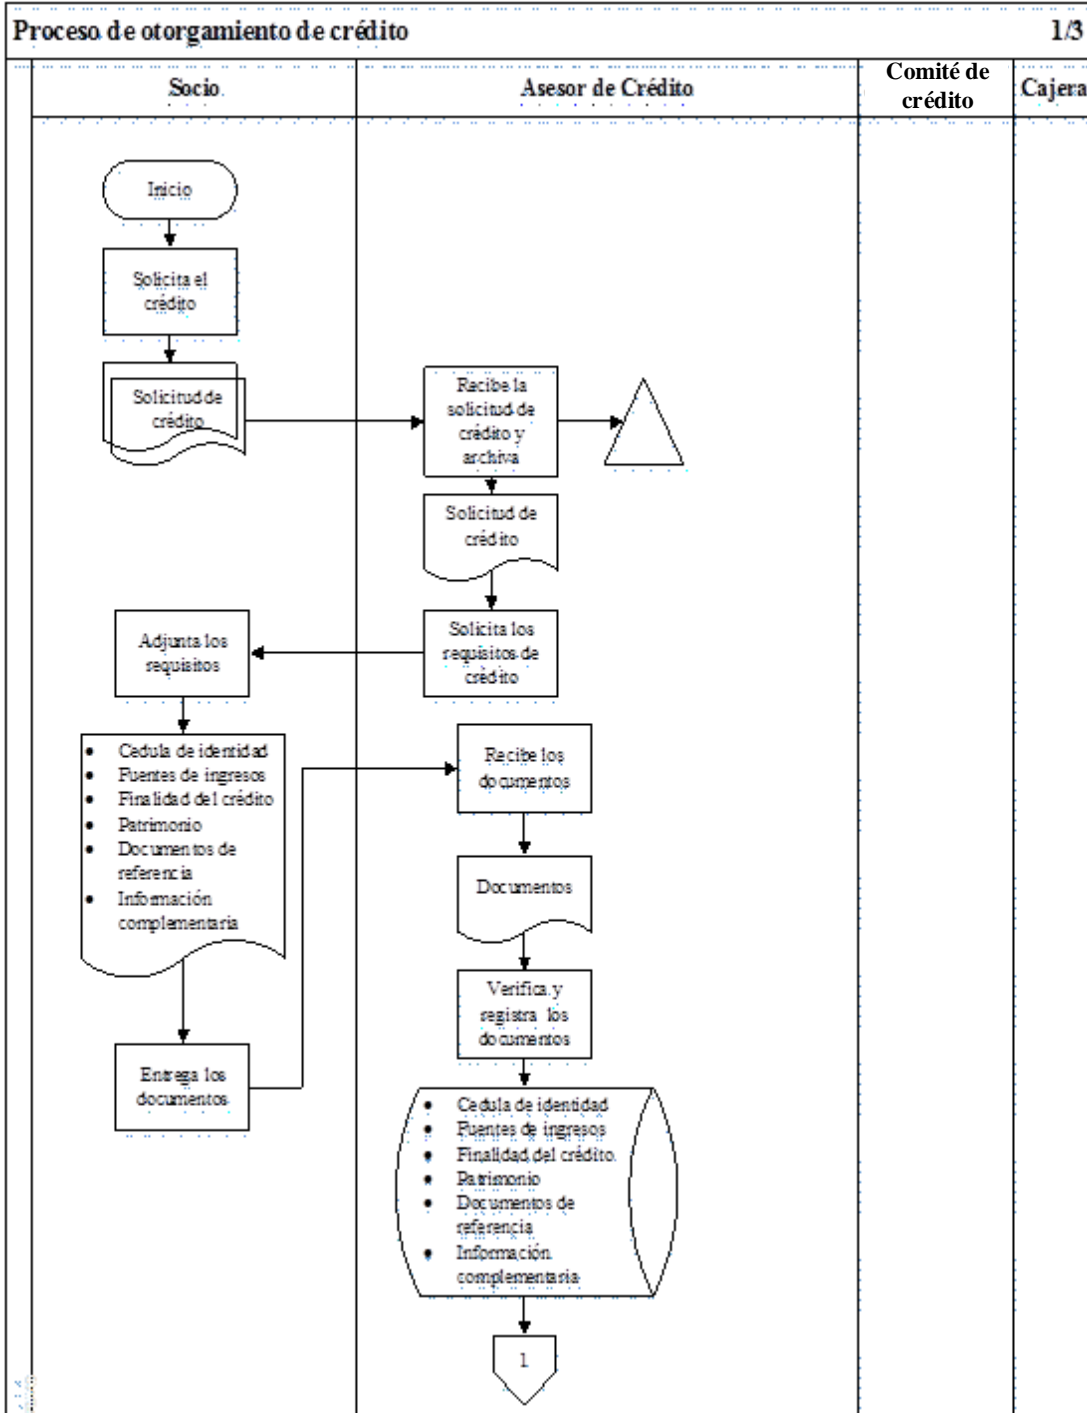 Proceso de otorgamiento de crédito 1/3
Socio
Asesor de Crédito
Comité de
crédito
Cajera
Inicio
Solicita el
crédito
Solicitud de
crédito
Recibe la
solicitud de
crédito y
archiva
Solicitud de
crédito
Solicita los
requisitos de
crédito
Adjunta los
requisitos
• Cedula de identidad
• Fuentes de ingresos
• Finalidad del crédito
• Patrimonio
• Documentos de
referencia
• Información
complementaria
Entrega los
documentos
Recibe los
documentos
Documentos
Verifica y
registra los
documentos
• Cedula de identidad
• Fuentes de ingresos
• Finalidad del crédito
• Patrimonio
• Documentos de
referencia
• Información
complementaria
1